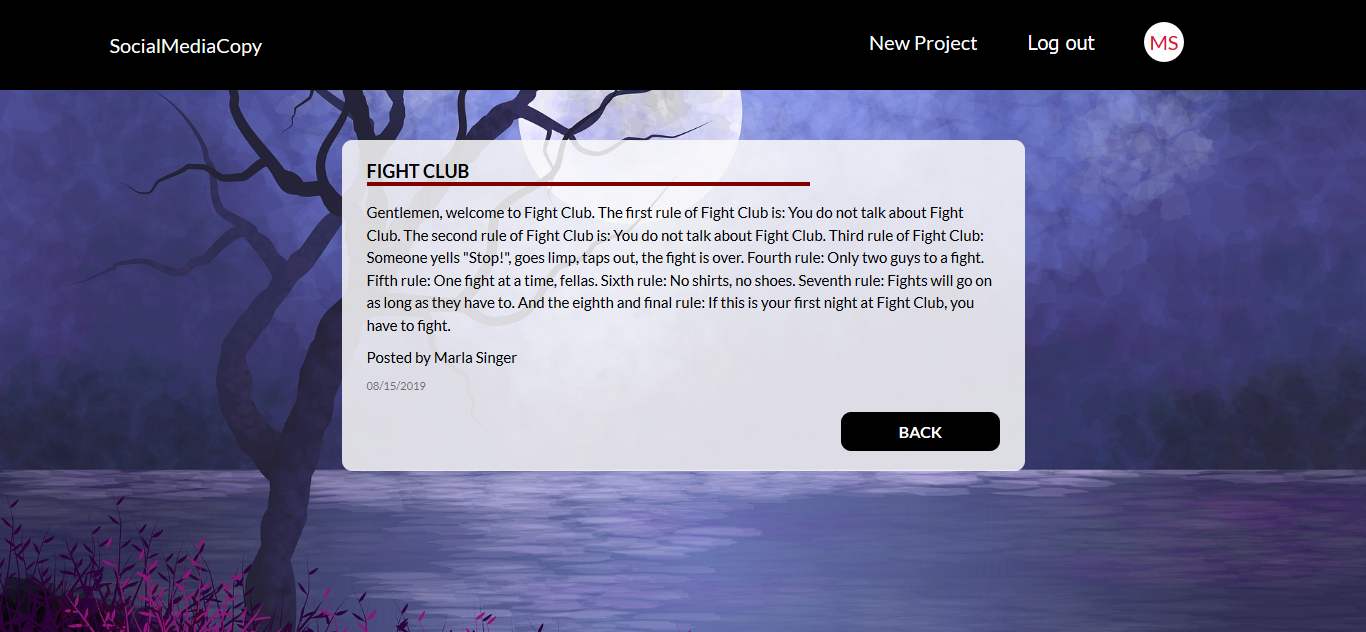 SocialMediaCopy
New Project
Log out
MS
FIGHT CLUB
Gentlemen, welcome to Fight Club. The first rule of Fight Club is: You do not talk about Fight
Club. The second rule of Fight Club is: You do not talk about Fight Club. Third rule of Fight Club:
Someone yells "Stop!", goes limp, taps out, the fight is over. Fourth rule: Only two guys to a fight.
Fifth rule: One fight at a time, fellas. Sixth rule: No shirts, no shoes. Seventh rule: Fights will go on
as long as they have to. And the eighth and final rule: If this is your first night at Fight Club, you
have to fight.
Posted by Marla Singer
08/15/2019
BACK